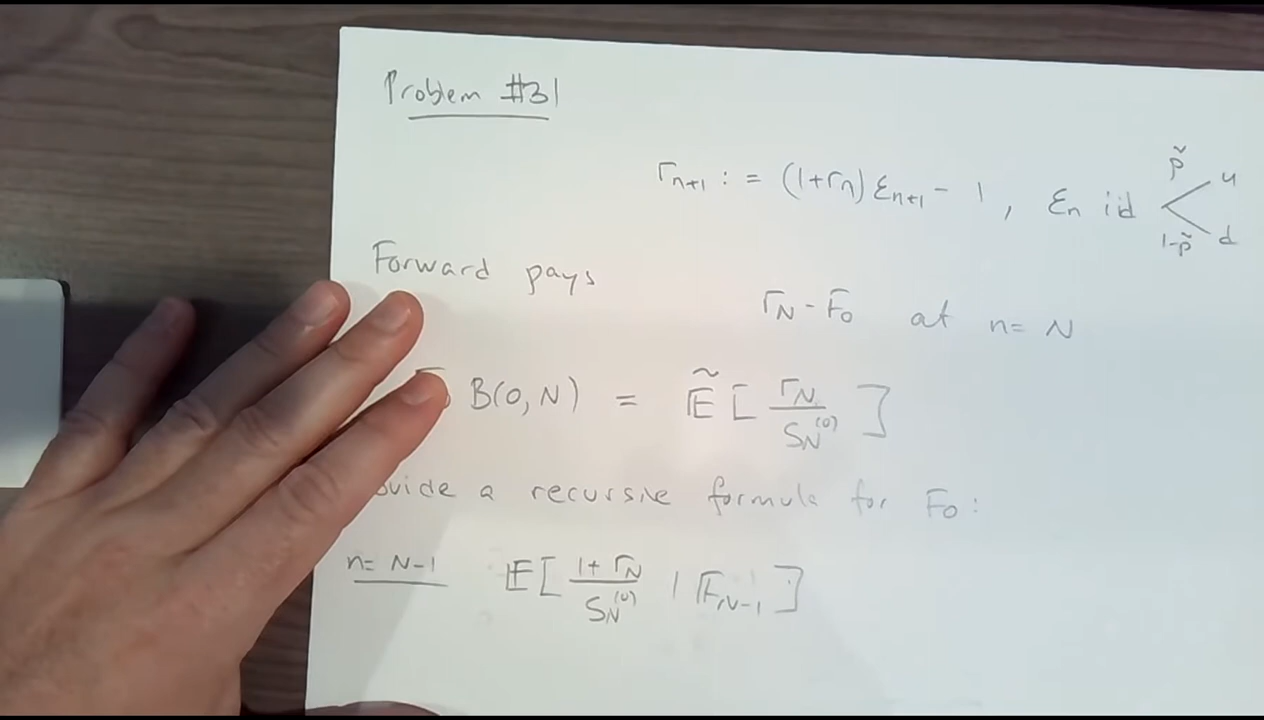 Problem #31
r_{n+1} := (1+r_n) ε_{n+1} - 1 , ε_n iid p̃ u 1-p̃ d
Forward pays
r_N - F_0 at n= N
B(0,N) = Ẽ [ r_N / S_N^{(0)} ]
a recursive formula for F_0:
n= N-1 E [ (1+ r_N) / S_N^{(0)} | F_{N-1} ]